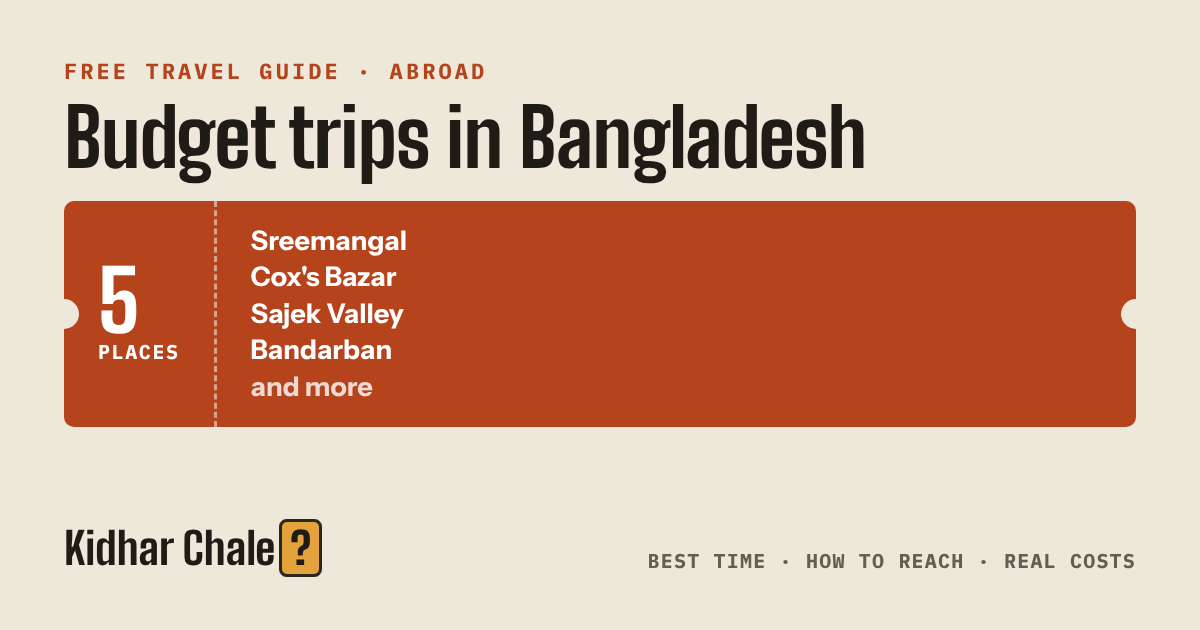 FREE TRAVEL GUIDE · ABROAD
Budget trips in Bangladesh
5
PLACES
Sreemangal
Cox's Bazar
Sajek Valley
Bandarban
and more
Kidhar Chale ?
BEST TIME · HOW TO REACH · REAL COSTS